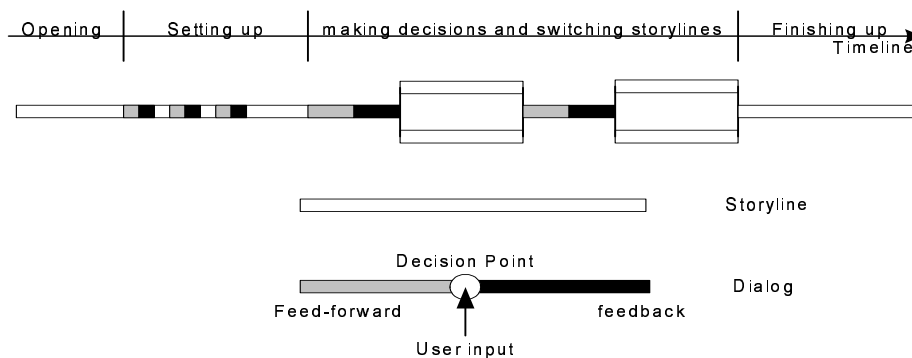 Opening Setting up making decisions and switching storylines Finishing up
Timeline
Storyline
Decision Point
Dialog
Feed-forward feedback
User input